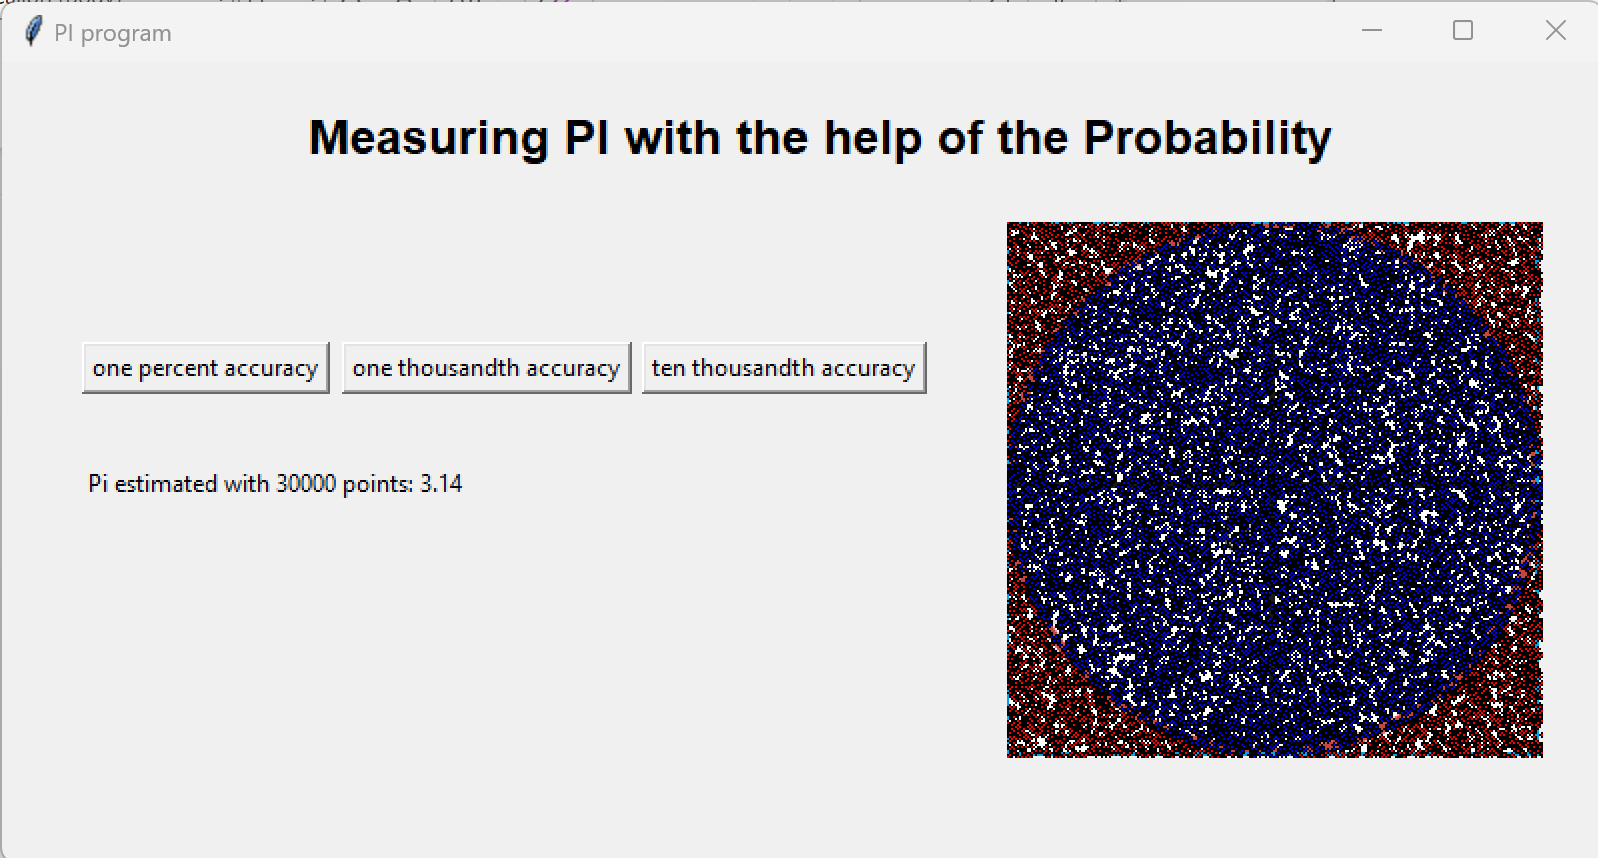 PI program
Measuring PI with the help of the Probability
one percent accuracy one thousandth accuracy ten thousandth accuracy
Pi estimated with 30000 points: 3.14